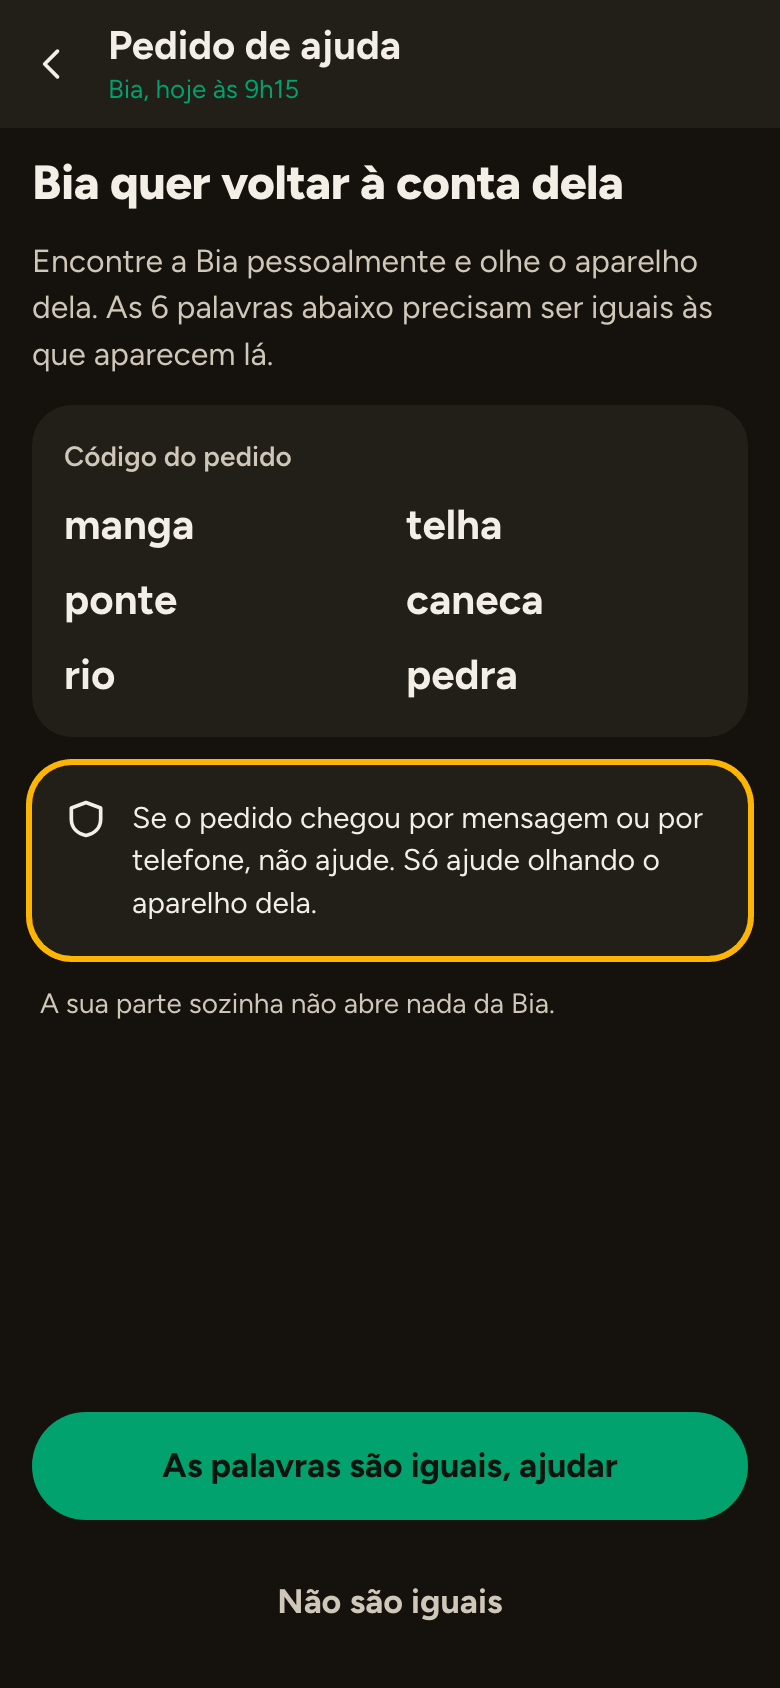 Pedido de ajuda
Bia, hoje às 9h15
Bia quer voltar à conta dela
Encontre a Bia pessoalmente e olhe o aparelho
dela. As 6 palavras abaixo precisam ser iguais às
que aparecem lá.
Código do pedido
manga telha
ponte caneca
rio pedra
Se o pedido chegou por mensagem ou por
telefone, não ajude. Só ajude olhando o
aparelho dela.
A sua parte sozinha não abre nada da Bia.
As palavras são iguais, ajudar
Não são iguais